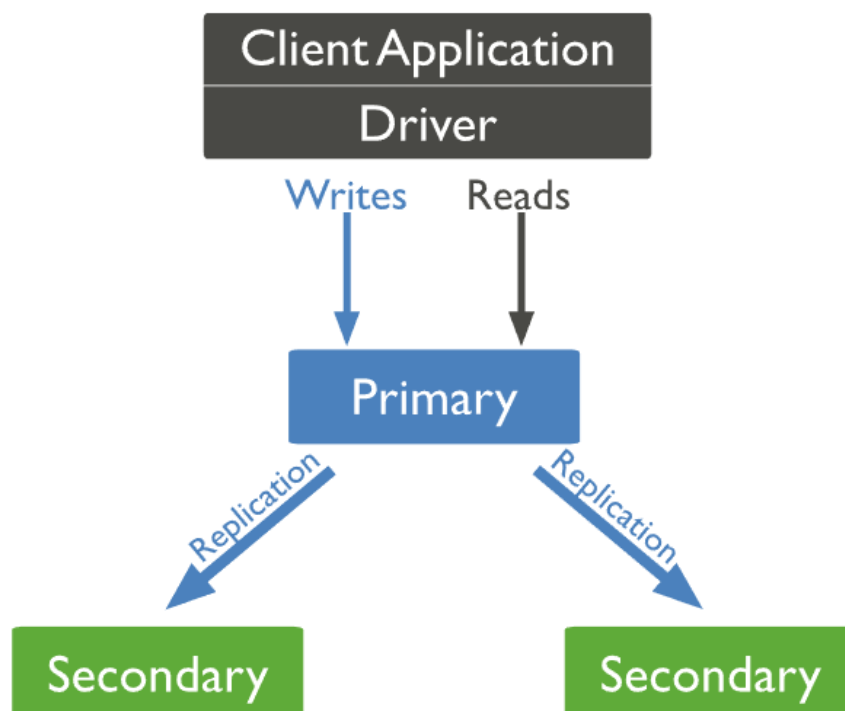 Client Application
Driver
Writes Reads
Primary
Replication Replication
Secondary Secondary